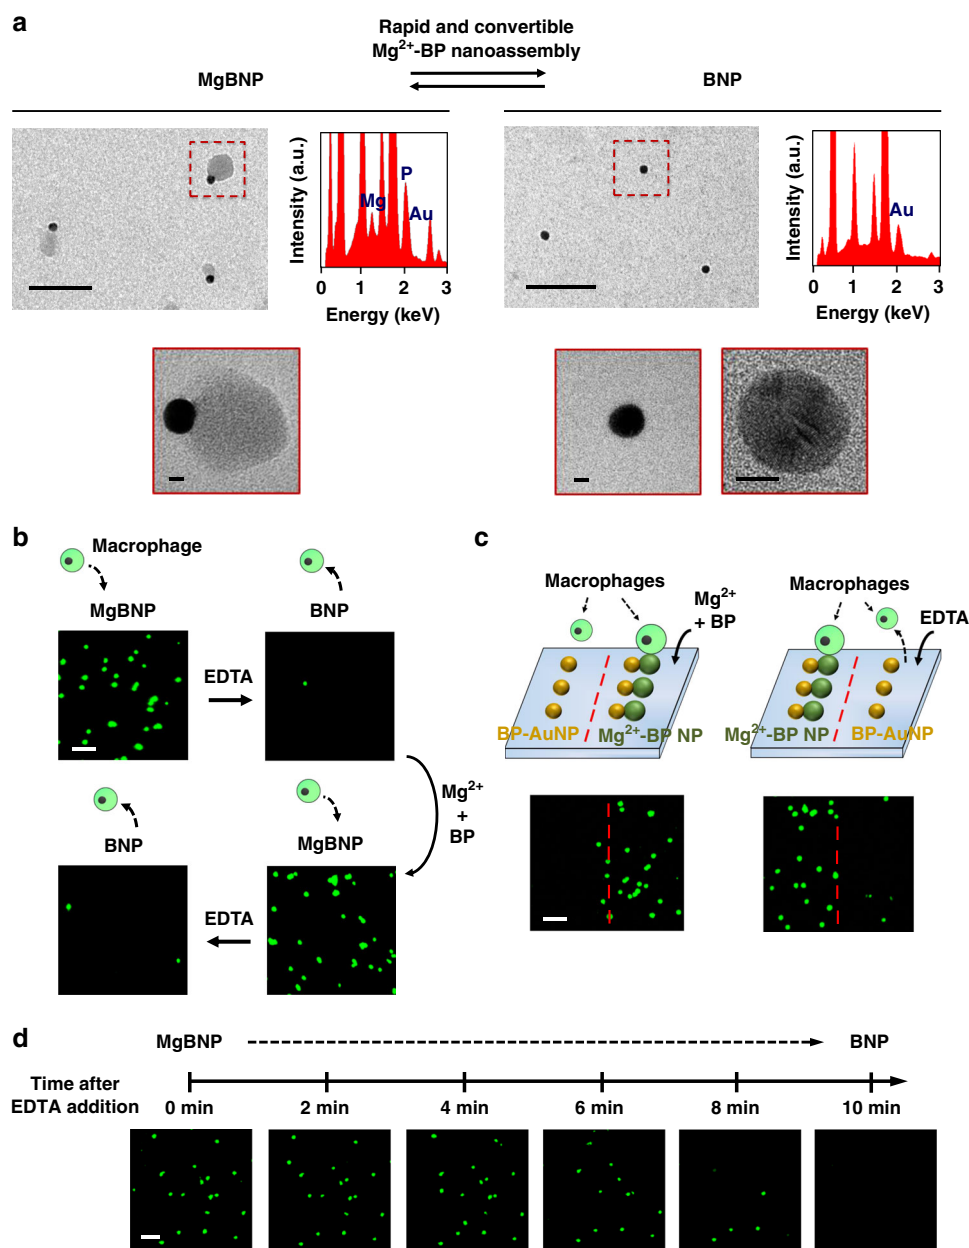 a
Rapid and convertible
Mg²⁺-BP nanoassembly
MgBNP
BNP
Intensity (a.u.)
Mg
P
Au
0 1 2 3
Energy (keV)
Intensity (a.u.)
Au
0 1 2 3
Energy (keV)
b
Macrophage
MgBNP
BNP
EDTA
Mg²⁺
+
BP
BNP
MgBNP
EDTA
c
Macrophages
Mg²⁺
+ BP
BP-AuNP
Mg²⁺-BP NP
Macrophages
EDTA
Mg²⁺-BP NP
BP-AuNP
d
MgBNP
BNP
Time after
EDTA addition
0 min 2 min 4 min 6 min 8 min 10 min